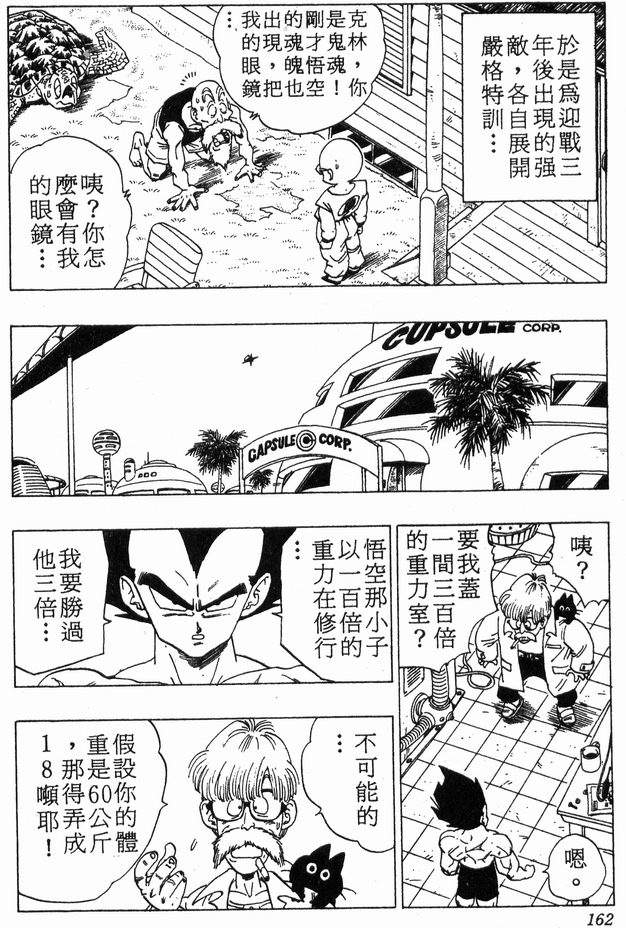 於是爲迎戰三
年後出現的强
敵，各自展開
嚴格特訓…
克林，你
是鬼魂！
剛才悟空
的魂魄也
出現，把
我的眼鏡
…
咦？你怎
麼會有我
的眼鏡…
CUPSULE CORP.
CAPSULE C CORP.
咦？
要我蓋
一間三百倍
的重力室？
嗯。
悟空那小子
以一百倍的
重力在修行
…
我要勝過
他三倍…
不可能的
…
假設你的體
重是60公斤
，那得弄成
18噸耶！
162